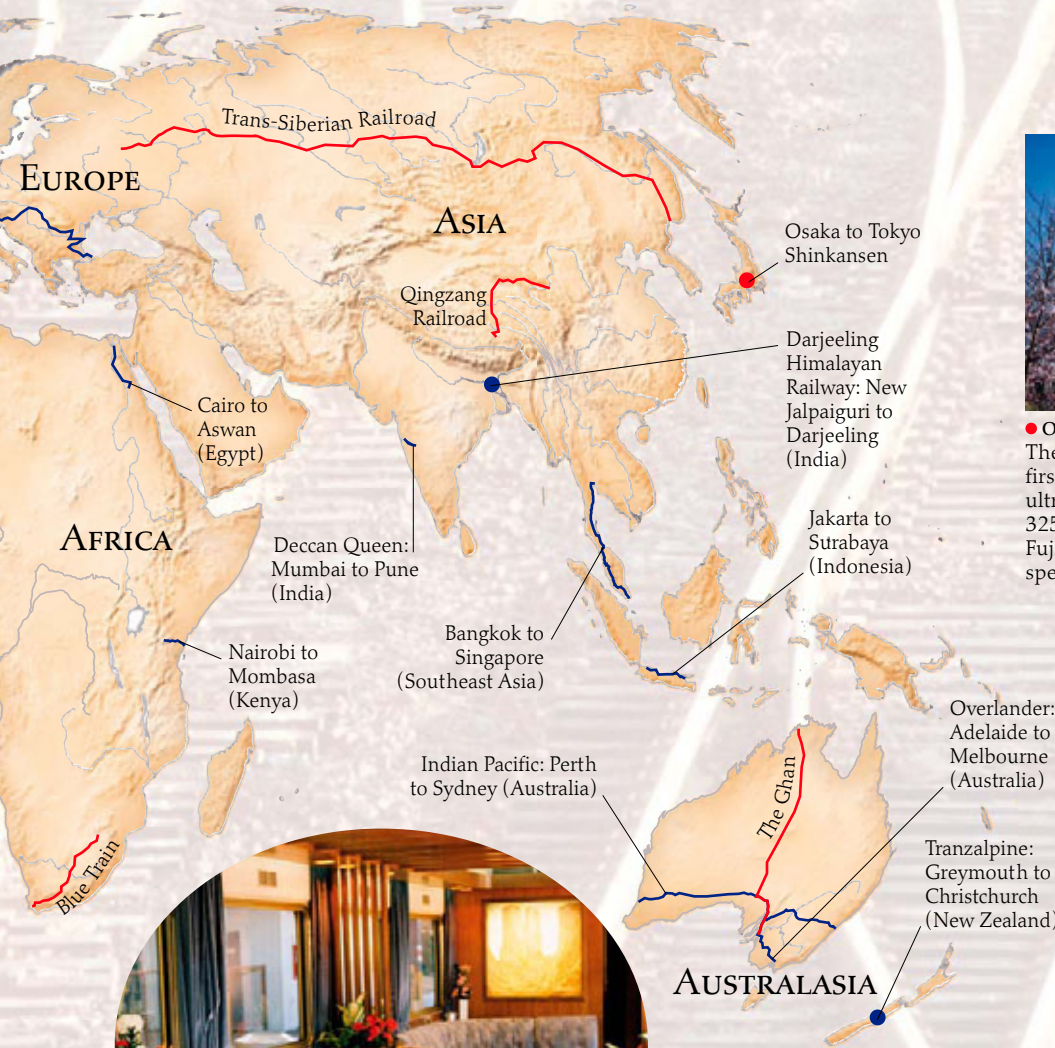 Trans-Siberian Railroad
EUROPE
ASIA
Osaka to Tokyo
Shinkansen
Qingzang
Railroad
Darjeeling
Himalayan
Railway: New
Jalpaiguri to
Darjeeling
(India)
Cairo to
Aswan
(Egypt)
The
first
ultr
325
Fuj
spe
AFRICA
Deccan Queen:
Mumbai to Pune
(India)
Jakarta to
Surabaya
(Indonesia)
Bangkok to
Singapore
(Southeast Asia)
Nairobi to
Mombasa
(Kenya)
Overlander:
Adelaide to
Melbourne
(Australia)
Indian Pacific: Perth
to Sydney (Australia)
The Ghan
Blue Train
Tranzalpine:
Greymouth to
Christchurch
(New Zealand)
AUSTRALASIA